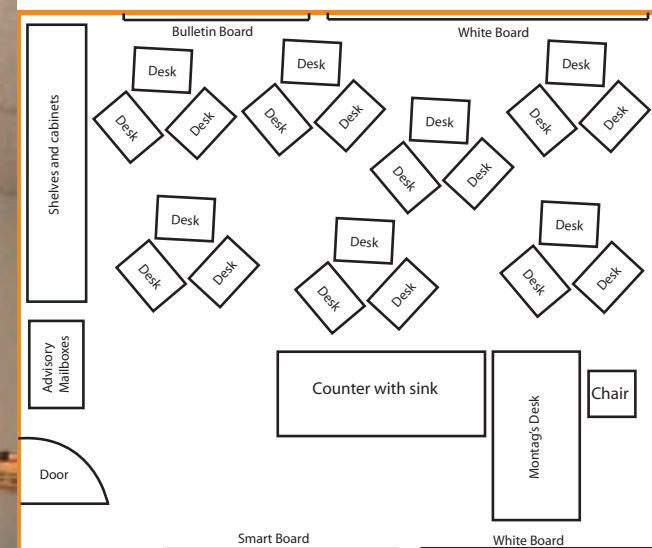 Bulletin Board
White Board
Desk
Desk
Desk
Desk
Desk
Desk
Desk
Desk
Desk
Desk
Desk
Desk
Shelves and cabinets
Desk
Desk
Desk
Desk
Desk
Desk
Desk
Desk
Desk
Advisory
Mailboxes
Counter with sink
Montag's Desk
Chair
Door
Smart Board
White Board